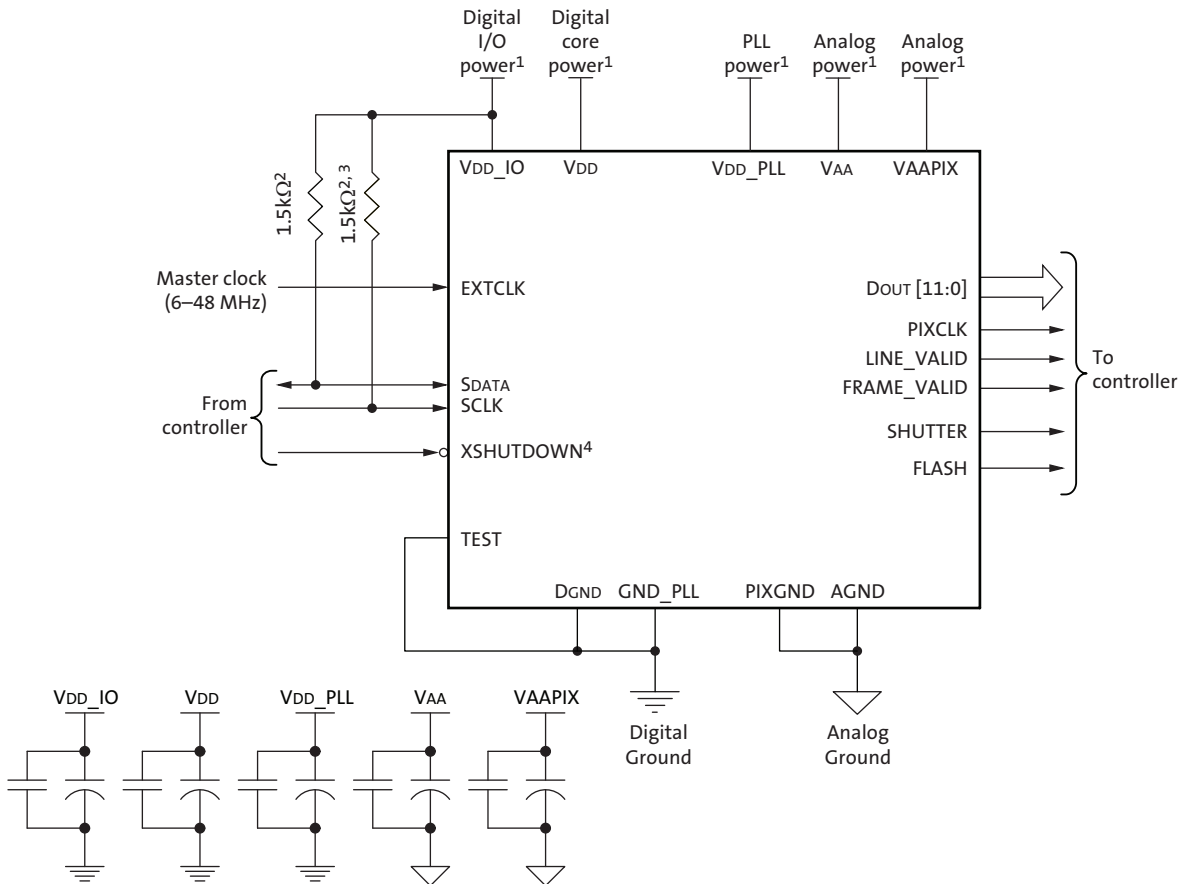 Digital
I/O
power1
Digital
core
power1
PLL
power1
Analog
power1
Analog
power1
VDD_IO
VDD
VDD_PLL
VAA
VAAPIX
1.5kΩ2
1.5kΩ2, 3
Master clock
(6–48 MHz)
EXTCLK
DOUT [11:0]
PIXCLK
LINE_VALID
FRAME_VALID
SHUTTER
FLASH
To
controller
From
controller
SDATA
SCLK
XSHUTDOWN4
TEST
DGND
GND_PLL
PIXGND
AGND
Digital
Ground
Analog
Ground
VDD_IO
VDD
VDD_PLL
VAA
VAAPIX